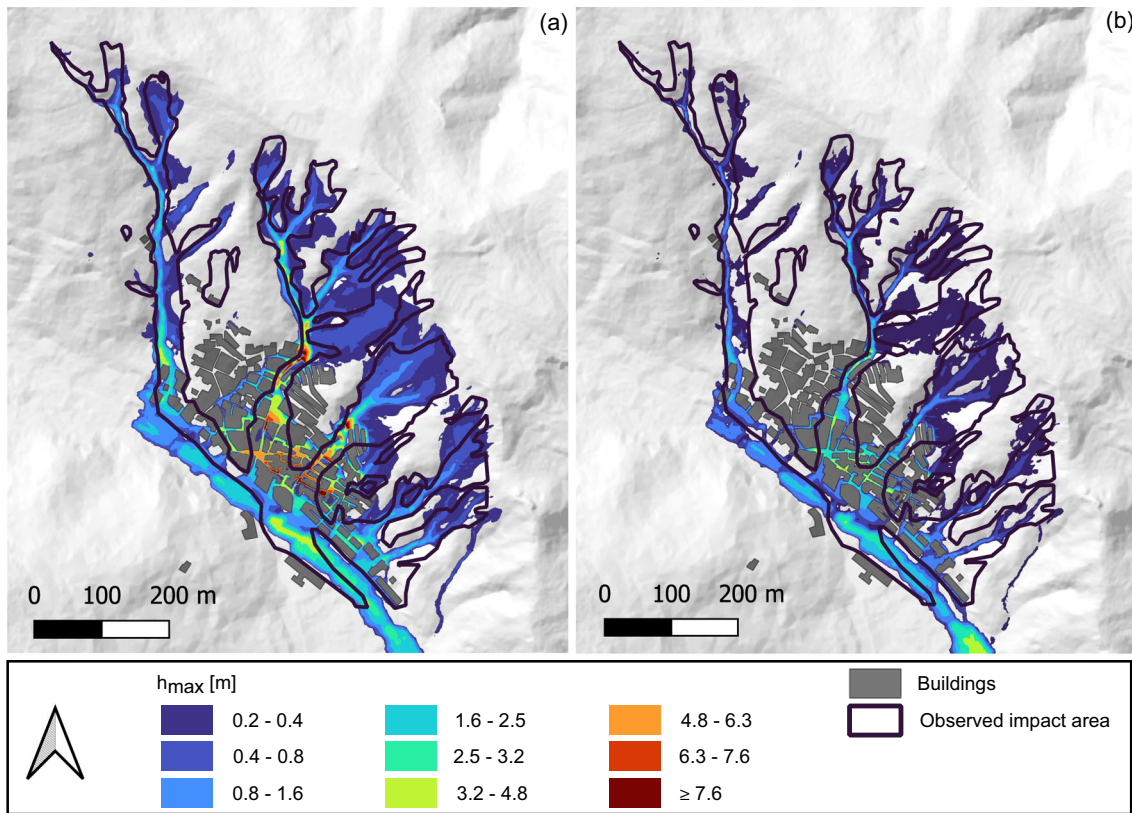 (a)
(b)
0 100 200 m
0 100 200 m
hmax [m]
0.2 - 0.4
0.4 - 0.8
0.8 - 1.6
1.6 - 2.5
2.5 - 3.2
3.2 - 4.8
4.8 - 6.3
6.3 - 7.6
≥ 7.6
Buildings
Observed impact area